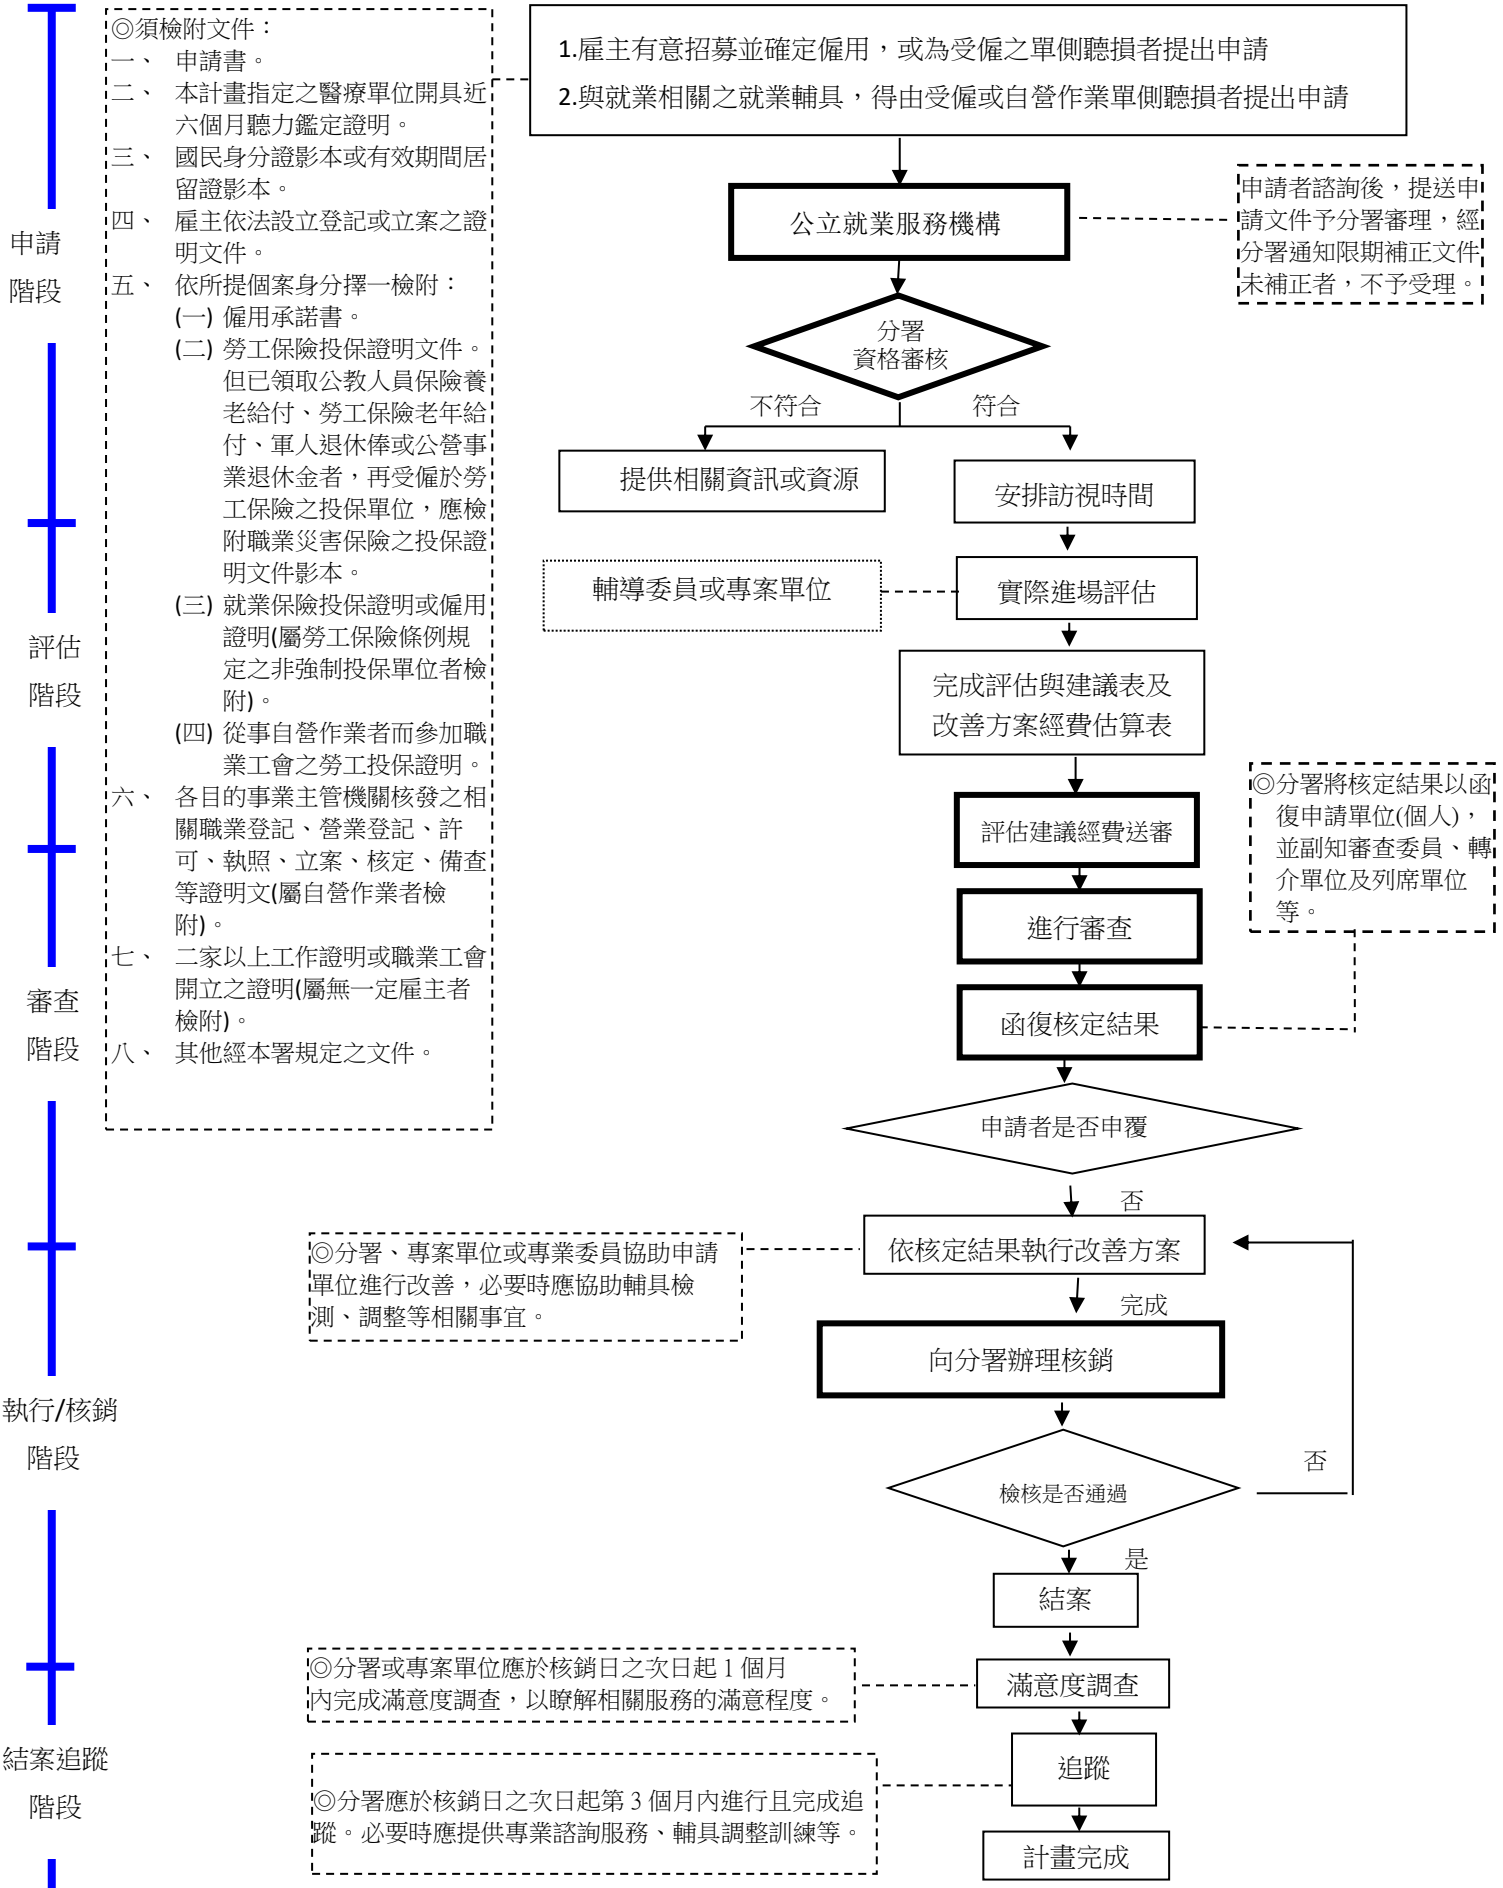 ◎須檢附文件：
一、 申請書。
二、 本計畫指定之醫療單位開具近
六個月聽力鑑定證明。
三、 國民身分證影本或有效期間居
留證影本。
四、 雇主依法設立登記或立案之證
明文件。
五、 依所提個案身分擇一檢附：
(一) 僱用承諾書。
(二) 勞工保險投保證明文件。
但已領取公教人員保險養
老給付、勞工保險老年給
付、軍人退休俸或公營事
業退休金者，再受僱於勞
工保險之投保單位，應檢
附職業災害保險之投保證
明文件影本。
(三) 就業保險投保證明或僱用
證明(屬勞工保險條例規
定之非強制投保單位者檢
附)。
(四) 從事自營作業者而參加職
業工會之勞工投保證明。
六、 各目的事業主管機關核發之相
關職業登記、營業登記、許
可、執照、立案、核定、備查
等證明文(屬自營作業者檢
附)。
七、 二家以上工作證明或職業工會
開立之證明(屬無一定雇主者
檢附)。
八、 其他經本署規定之文件。
1.雇主有意招募並確定僱用，或為受僱之單側聽損者提出申請
2.與就業相關之就業輔具，得由受僱或自營作業單側聽損者提出申請
公立就業服務機構
申請者諮詢後，提送申
請文件予分署審理，經
分署通知限期補正文件
未補正者，不予受理。
申請
階段
分署
資格審核
不符合
符合
提供相關資訊或資源
安排訪視時間
輔導委員或專案單位
實際進場評估
評估
階段
完成評估與建議表及
改善方案經費估算表
評估建議經費送審
◎分署將核定結果以函
復申請單位(個人)，
並副知審查委員、轉
介單位及列席單位
等。
進行審查
審查
階段
函復核定結果
申請者是否申覆
否
◎分署、專案單位或專業委員協助申請
單位進行改善，必要時應協助輔具檢
測、調整等相關事宜。
依核定結果執行改善方案
完成
向分署辦理核銷
執行/核銷
階段
檢核是否通過
否
是
結案
◎分署或專案單位應於核銷日之次日起 1 個月
內完成滿意度調查，以瞭解相關服務的滿意程度。
滿意度調查
結案追蹤
階段
追蹤
◎分署應於核銷日之次日起第 3 個月內進行且完成追
蹤。必要時應提供專業諮詢服務、輔具調整訓練等。
計畫完成